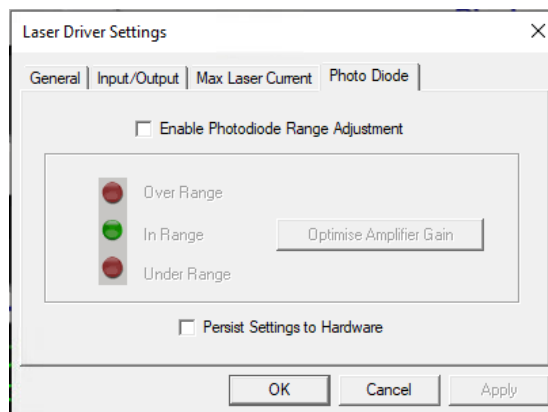 Laser Driver Settings
General
Input/Output
Max Laser Current
Photo Diode
Enable Photodiode Range Adjustment
Over Range
In Range
Optimise Amplifier Gain
Under Range
Persist Settings to Hardware
OK
Cancel
Apply